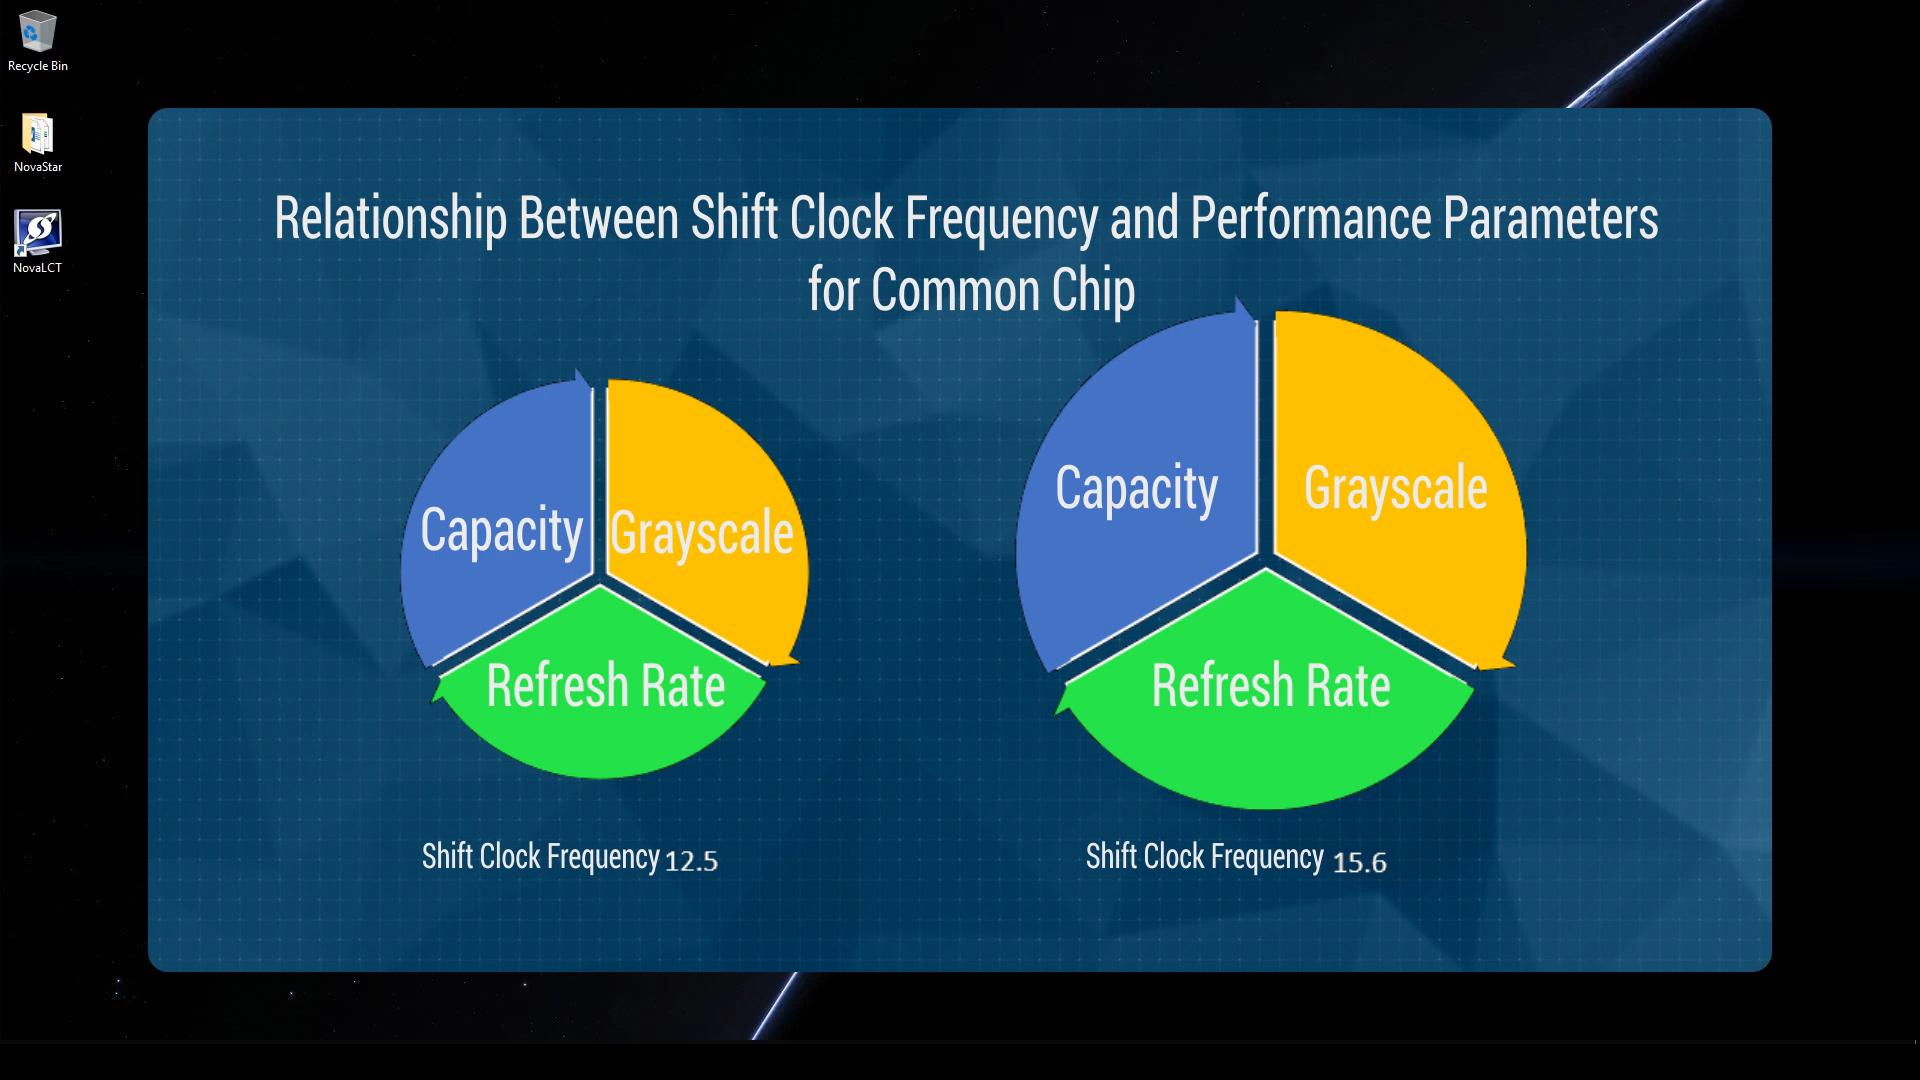 Recycle Bin
NovaStar
NovaLCT
Relationship Between Shift Clock Frequency and Performance Parameters
for Common Chip
Capacity
Grayscale
Refresh Rate
Shift Clock Frequency 12.5
Capacity
Grayscale
Refresh Rate
Shift Clock Frequency 15.6